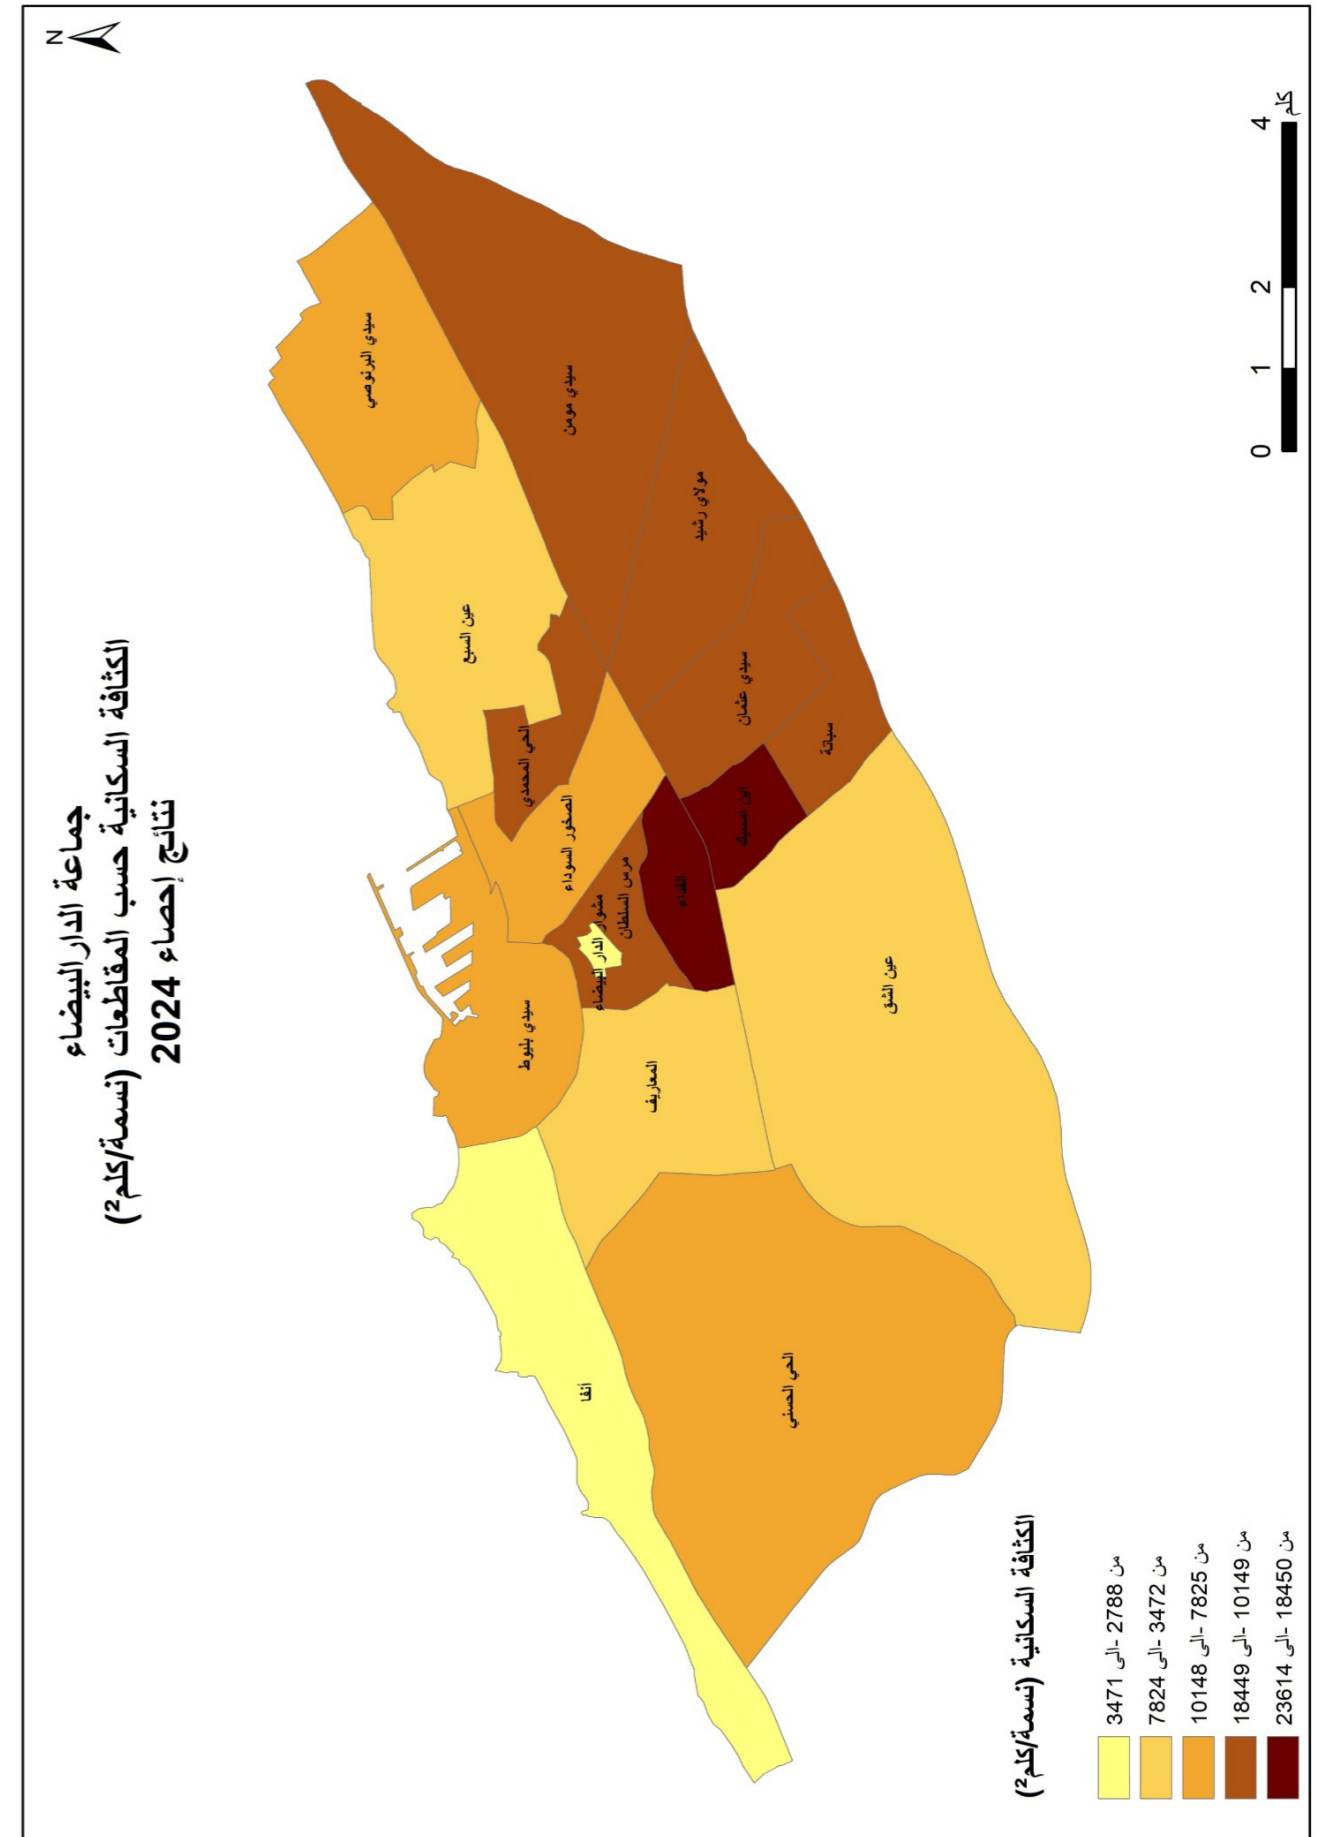 جماعة الدار البيضاء
الكثافة السكانية حسب المقاطعات (نسمة/كلم²)
نتائج إحصاء 2024
N
سيدي البرنوصي
سيدي مومن
عين السبع
مولاي رشيد
الحي المحمدي
سيدي عثمان
سباتة
الصخور السوداء
ابن امسيك
مرس السلطان
الفداء
مشوار الدار البيضاء
سيدي بليوط
المعاريف
عين الشق
أنفا
الحي الحسني
الكثافة السكانية (نسمة/كلم²)
من 2788 -الى 3471
من 3472 -الى 7824
من 7825 -الى 10148
من 10149 -الى 18449
من 18450 -الى 23614
0 1 2 4
كلم